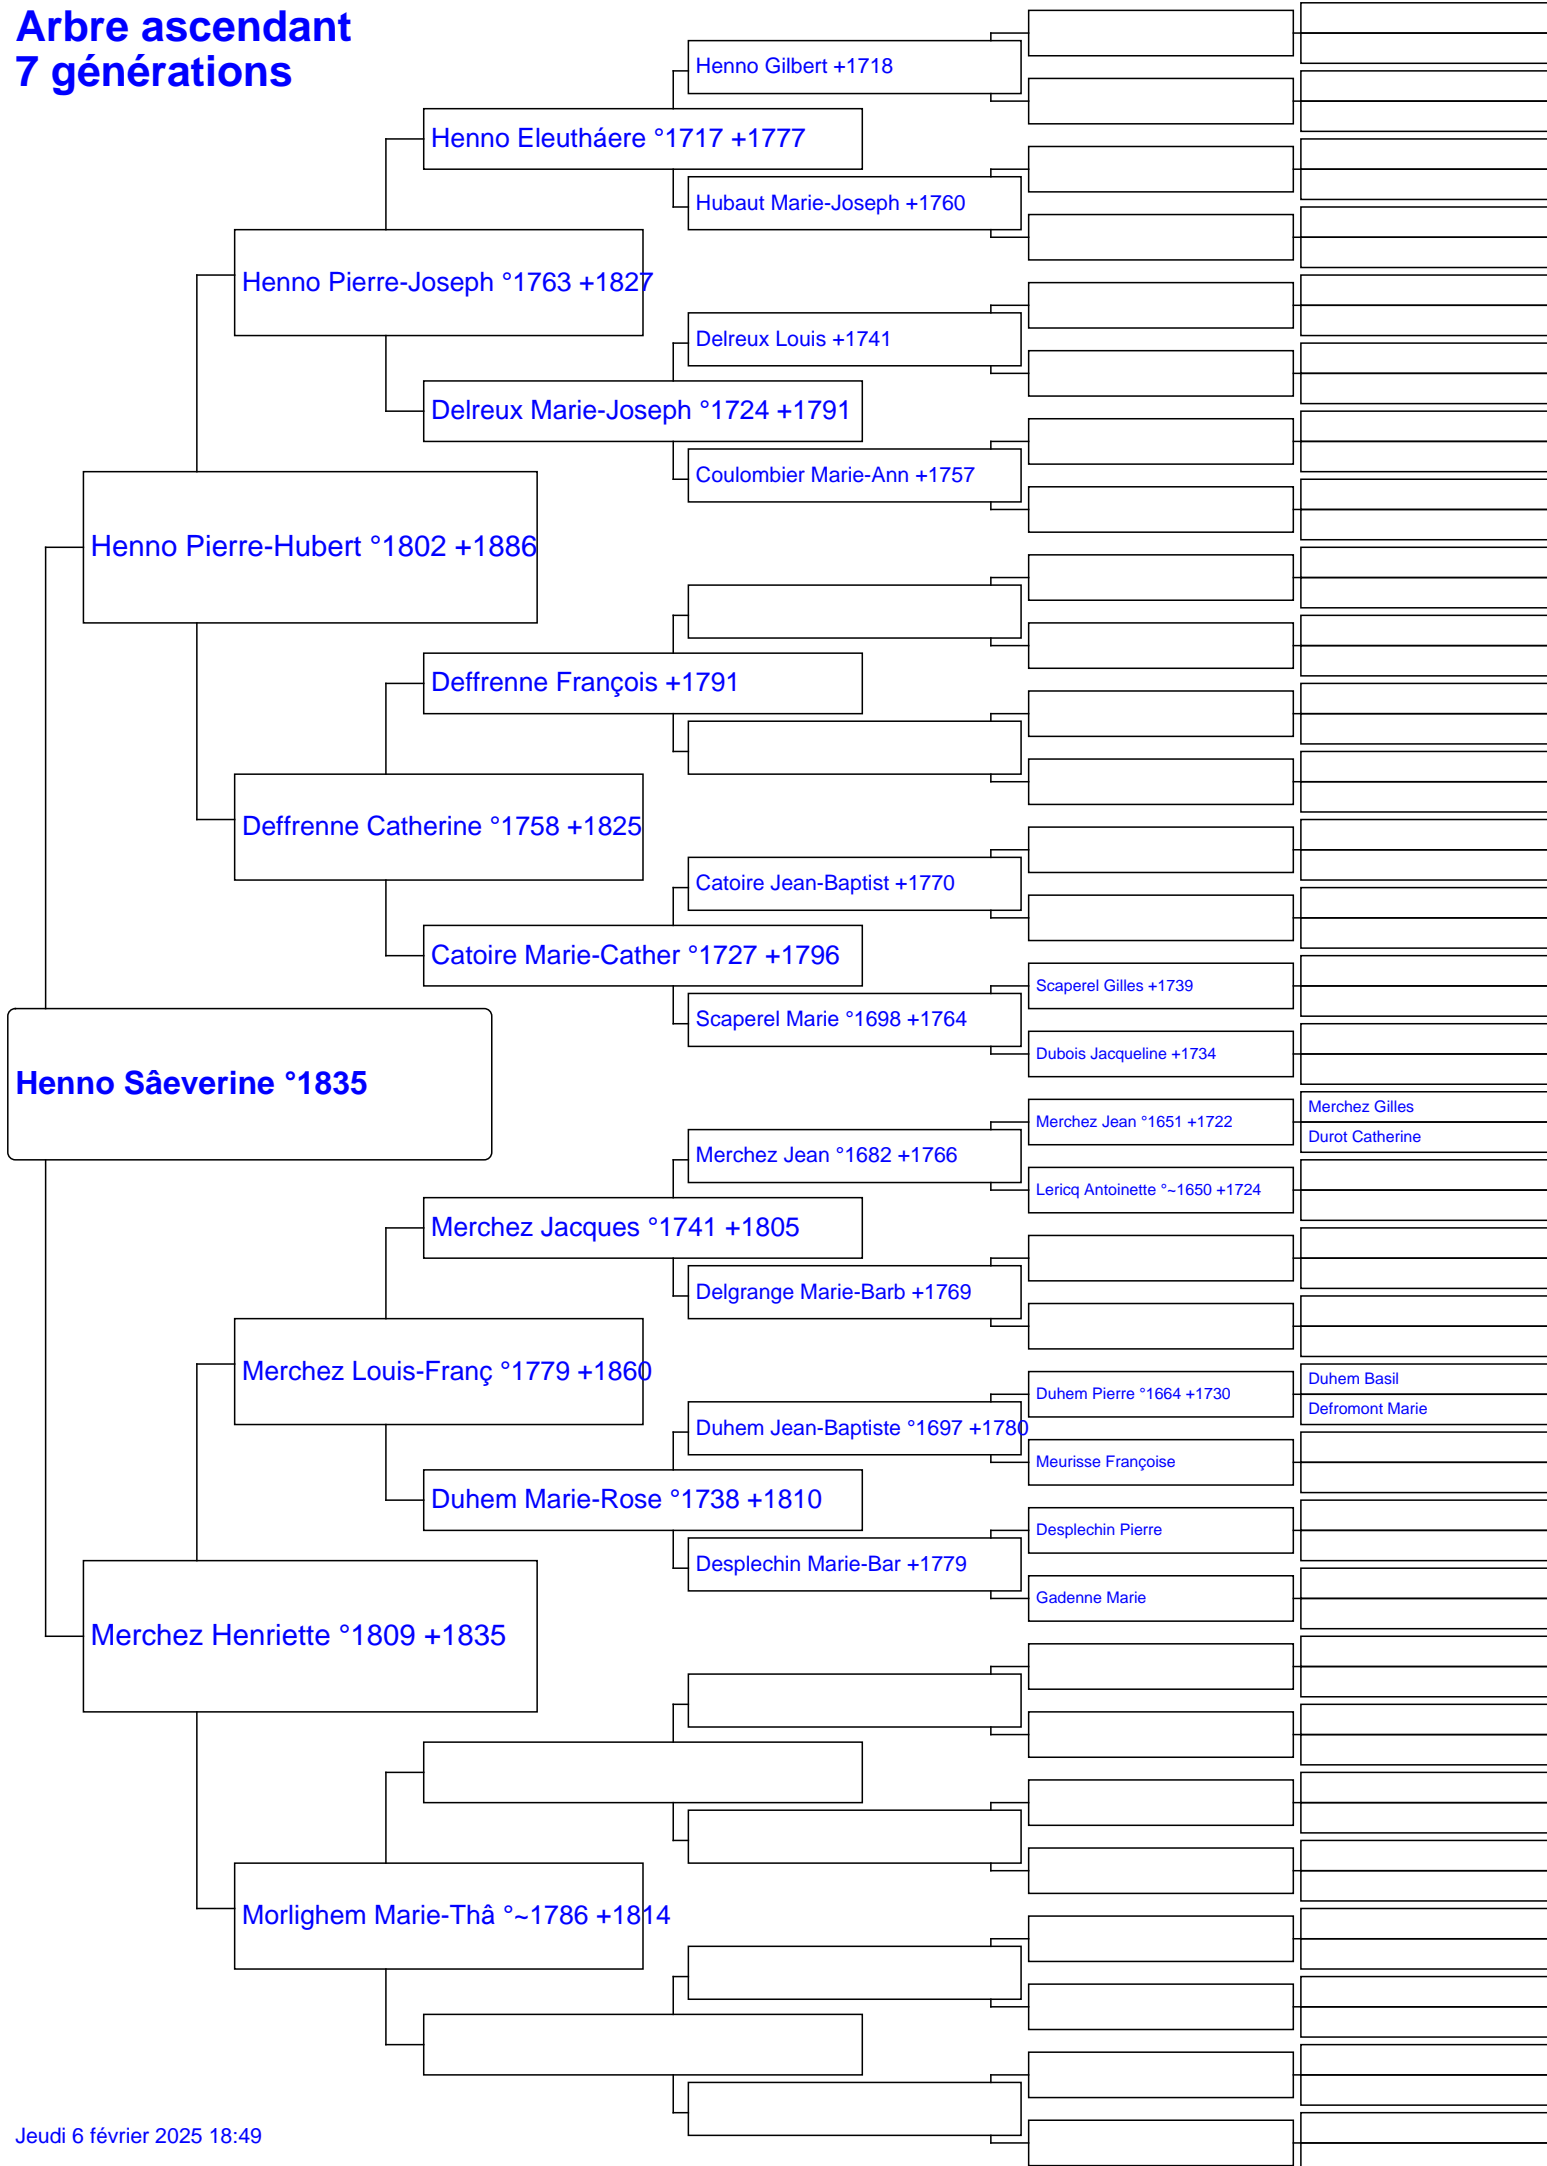 Arbre ascendant
7 générations
Henno Gilbert +1718
Henno Eleutháere °1717 +1777
Hubaut Marie-Joseph +1760
Henno Pierre-Joseph °1763 +1827
Delreux Louis +1741
Delreux Marie-Joseph °1724 +1791
Coulombier Marie-Ann +1757
Henno Pierre-Hubert °1802 +1886
Deffrenne François +1791
Deffrenne Catherine °1758 +1825
Catoire Jean-Baptist +1770
Catoire Marie-Cather °1727 +1796
Scaperel Gilles +1739
Scaperel Marie °1698 +1764
Dubois Jacqueline +1734
Henno Sâeverine °1835
Merchez Gilles
Merchez Jean °1651 +1722
Durot Catherine
Merchez Jean °1682 +1766
Lericq Antoinette °~1650 +1724
Merchez Jacques °1741 +1805
Delgrange Marie-Barb +1769
Merchez Louis-Franç °1779 +1860
Duhem Basil
Duhem Pierre °1664 +1730
Defromont Marie
Duhem Jean-Baptiste °1697 +1780
Meurisse Françoise
Duhem Marie-Rose °1738 +1810
Desplechin Pierre
Desplechin Marie-Bar +1779
Gadenne Marie
Merchez Henriette °1809 +1835
Morlighem Marie-Thâ °~1786 +1814
Jeudi 6 février 2025 18:49